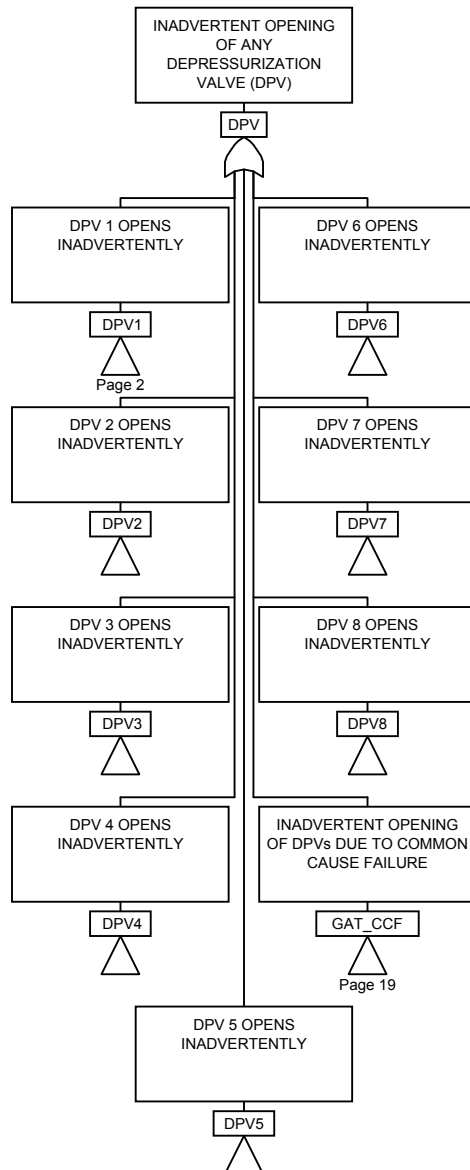 INADVERTENT OPENING
OF ANY
DEPRESSURIZATION
VALVE (DPV)
DPV
DPV 1 OPENS
INADVERTENTLY
DPV1
Page 2
DPV 6 OPENS
INADVERTENTLY
DPV6
DPV 2 OPENS
INADVERTENTLY
DPV2
DPV 7 OPENS
INADVERTENTLY
DPV7
DPV 3 OPENS
INADVERTENTLY
DPV3
DPV 8 OPENS
INADVERTENTLY
DPV8
DPV 4 OPENS
INADVERTENTLY
DPV4
INADVERTENT OPENING
OF DPVs DUE TO COMMON
CAUSE FAILURE
GAT_CCF
Page 19
DPV 5 OPENS
INADVERTENTLY
DPV5